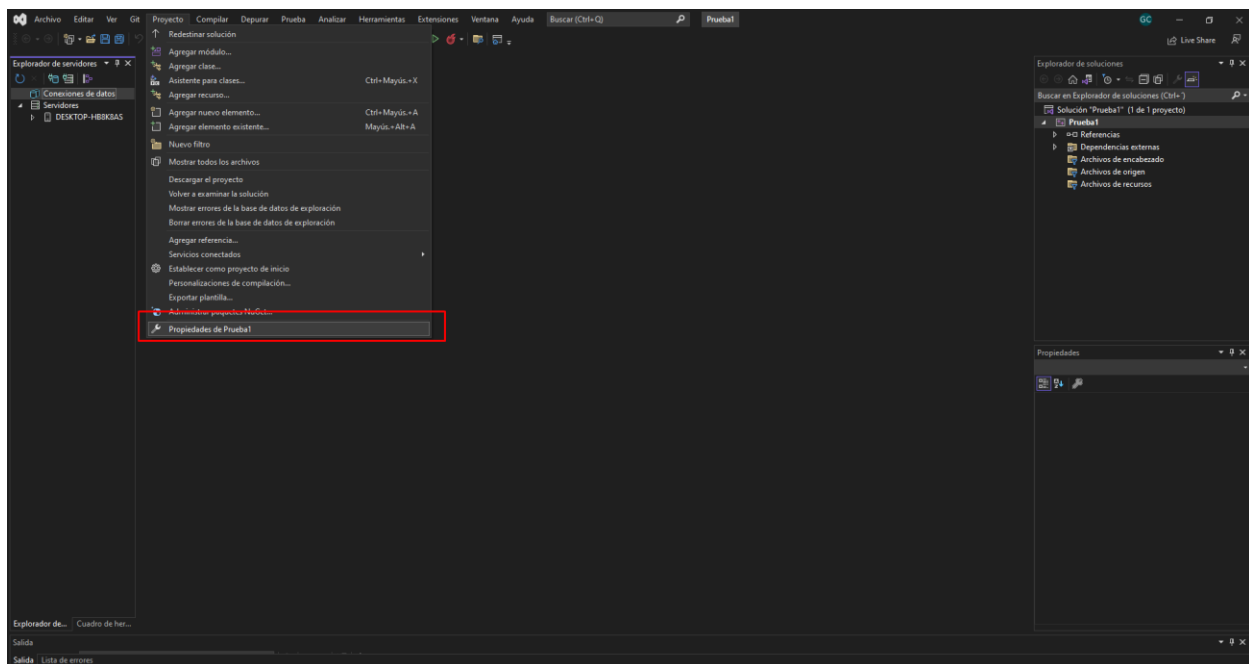 Archivo Editar Ver Git Proyecto Compilar Depurar Prueba Analizar Herramientas Extensiones Ventana Ayuda Buscar (Ctrl+Q) Prueba1 GC
Live Share
Explorador de servidores
Conexiones de datos
Servidores
DESKTOP-HB8K8AS
Redestinar solución
Agregar módulo...
Agregar clase...
Asistente para clases... Ctrl+Mayús.+X
Agregar recurso...
Agregar nuevo elemento... Ctrl+Mayús.+A
Agregar elemento existente... Mayús.+Alt+A
Nuevo filtro
Mostrar todos los archivos
Descargar el proyecto
Volver a examinar la solución
Mostrar errores de la base de datos de exploración
Borrar errores de la base de datos de exploración
Agregar referencia...
Servicios conectados
Establecer como proyecto de inicio
Personalizaciones de compilación...
Exportar plantilla...
Administrar paquetes NuGet...
Propiedades de Prueba1
Explorador de soluciones
Buscar en Explorador de soluciones (Ctrl+´)
Solución "Prueba1" (1 de 1 proyecto)
Prueba1
Referencias
Dependencias externas
Archivos de encabezado
Archivos de origen
Archivos de recursos
Propiedades
Explorador de... Cuadro de her...
Salida
Salida Lista de errores